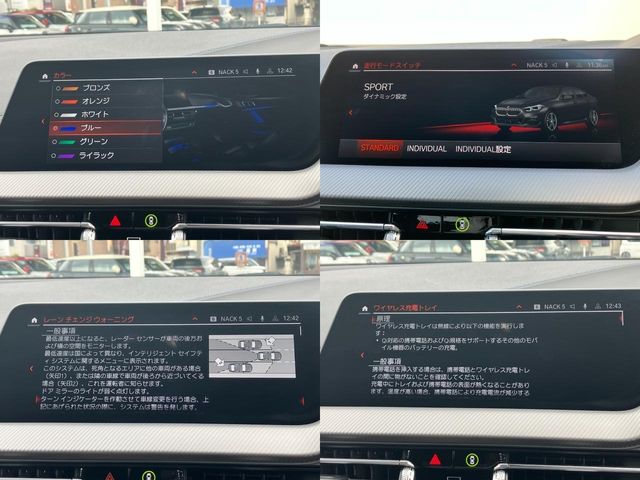 カラー
NACK 5
12:42
ブロンズ
オレンジ
ホワイト
ブルー
グリーン
ライラック
走行モードスイッチ
NACK 5
11:36
SPORT
ダイナミック設定
STANDARD INDIVIDUAL INDIVIDUAL設定
レーン チェンジ ウォーニング
NACK 5
12:42
一般事項
最低速度以上になると、レーダー センサーが車両の後方お
よび横の空間をモニターします。
最低速度は国によって異なり、インテリジェント セイフテ
ィ システムに関するメニューに表示されます。
このシステムは、死角となるエリアに他の車両がある場合
(矢印1)、または隣の車線で車両が後ろから近づいてくる
場合(矢印2)、これを運転者に知らせます。
ドア ミラーのライトが弱く点灯します。
ターン インジケーターを作動させて車線変更を行う場合、上
記にあげられた状況の際に、システムは警告を発します。
ワイヤレス充電トレイ
NACK 5
12:43
原理
ワイヤレス充電トレイは無線により以下の機能を実行しま
す:
• Qi対応の携帯電話およびQi規格をサポートするその他のモバ
イル機器のバッテリーの充電。
一般事項
携帯電話を挿入する場合は、携帯電話とワイヤレス充電トレ
イの間に物がないことを確認してください。
充電中にトレイおよび携帯電話の表面が熱くなることがあり
ます。温度が高い場合、携帯電話により充電電流が減少する